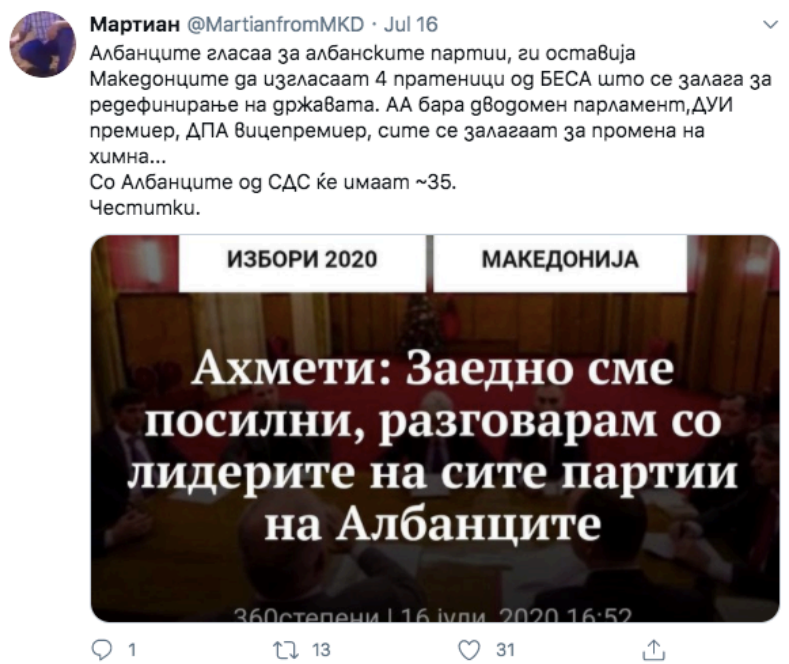 Мартиан @MartianfromMKD · Jul 16
Албанците гласаа за албанските партии, ги оставија
Македонците да изгласаат 4 пратеници од БЕСА што се залага за
редефинирање на државата. АА бара дводомен парламент,ДУИ
премиер, ДПА вицепремиер, сите се залагаат за промена на
химна...
Со Албанците од СДС ќе имаат ~35.
Честитки.
ИЗБОРИ 2020 МАКЕДОНИЈА
Ахмети: Заедно сме
посилни, разговарам со
лидерите на сите партии
на Албанците
360степени | 16 јули, 2020 16:52
1 13 31